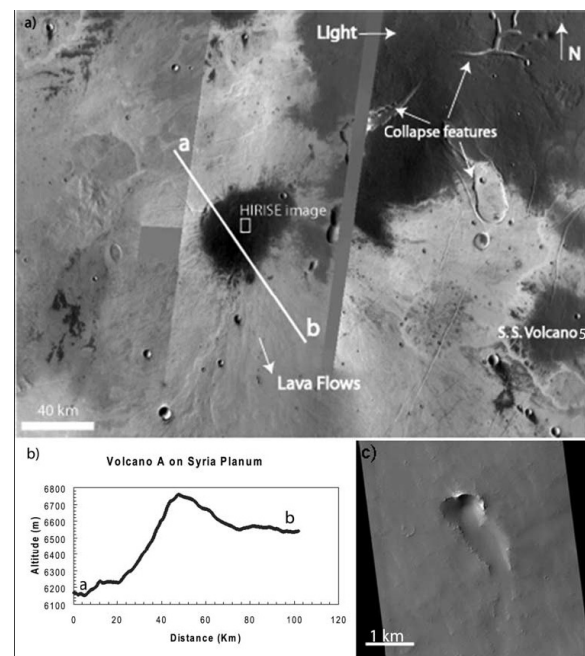 a)
Light
N
Collapse features
a
HIRISE image
b
S.S. Volcano 5
Lava Flows
40 km
b)
Volcano A on Syria Planum
6800
6700
6600
6500
6400
6300
6200
6100
Altitude (m)
a
b
0 20 40 60 80 100 120
Distance (Km)
c)
1 km